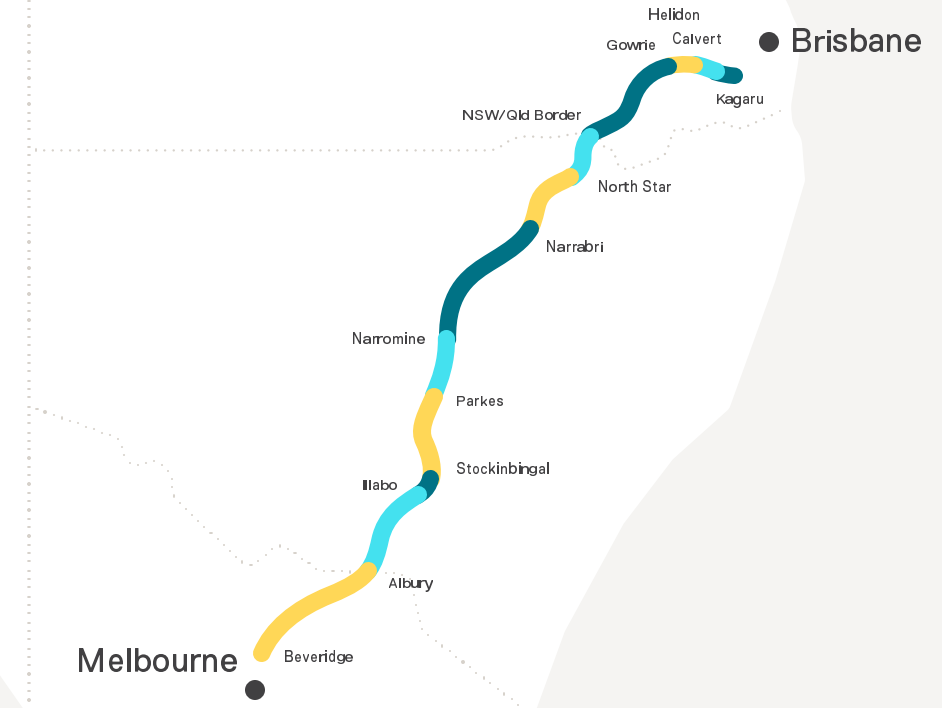 Helidon
Calvert
Gowrie
Brisbane
Kagaru
NSW/Qld Border
North Star
Narrabri
Narromine
Parkes
Stockinbingal
Illabo
Albury
Melbourne
Beveridge